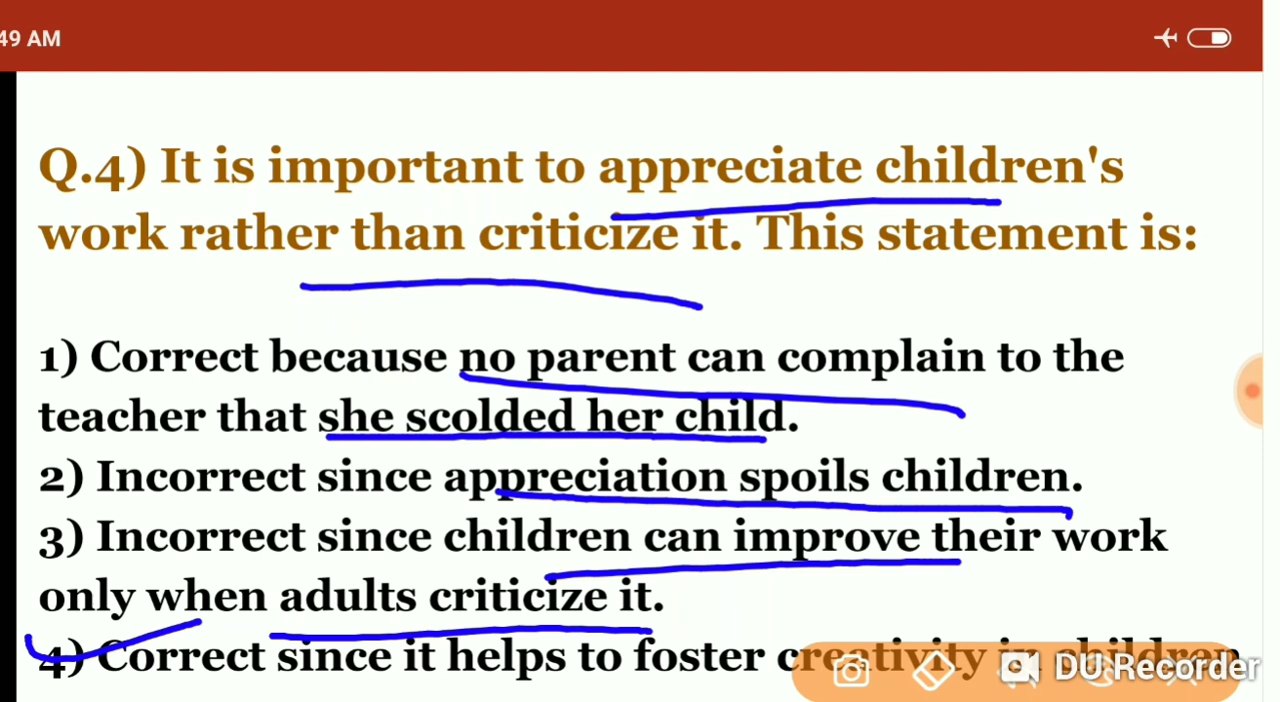 49 AM
Q.4) It is important to appreciate children's
work rather than criticize it. This statement is:
1) Correct because no parent can complain to the
teacher that she scolded her child.
2) Incorrect since appreciation spoils children.
3) Incorrect since children can improve their work
only when adults criticize it.
4) Correct since it helps to foster creativity in children
DU Recorder